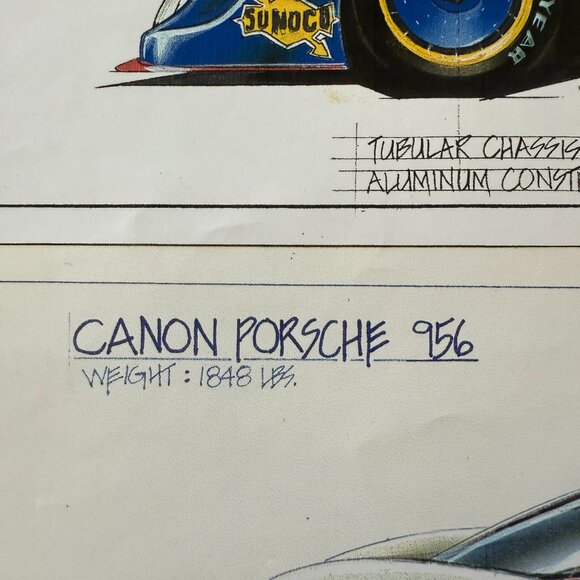 SUNOCO
YEAR
TUBULAR CHASSIS
ALUMINUM CONST
CANON PORSCHE 956
WEIGHT : 1848 LBS.